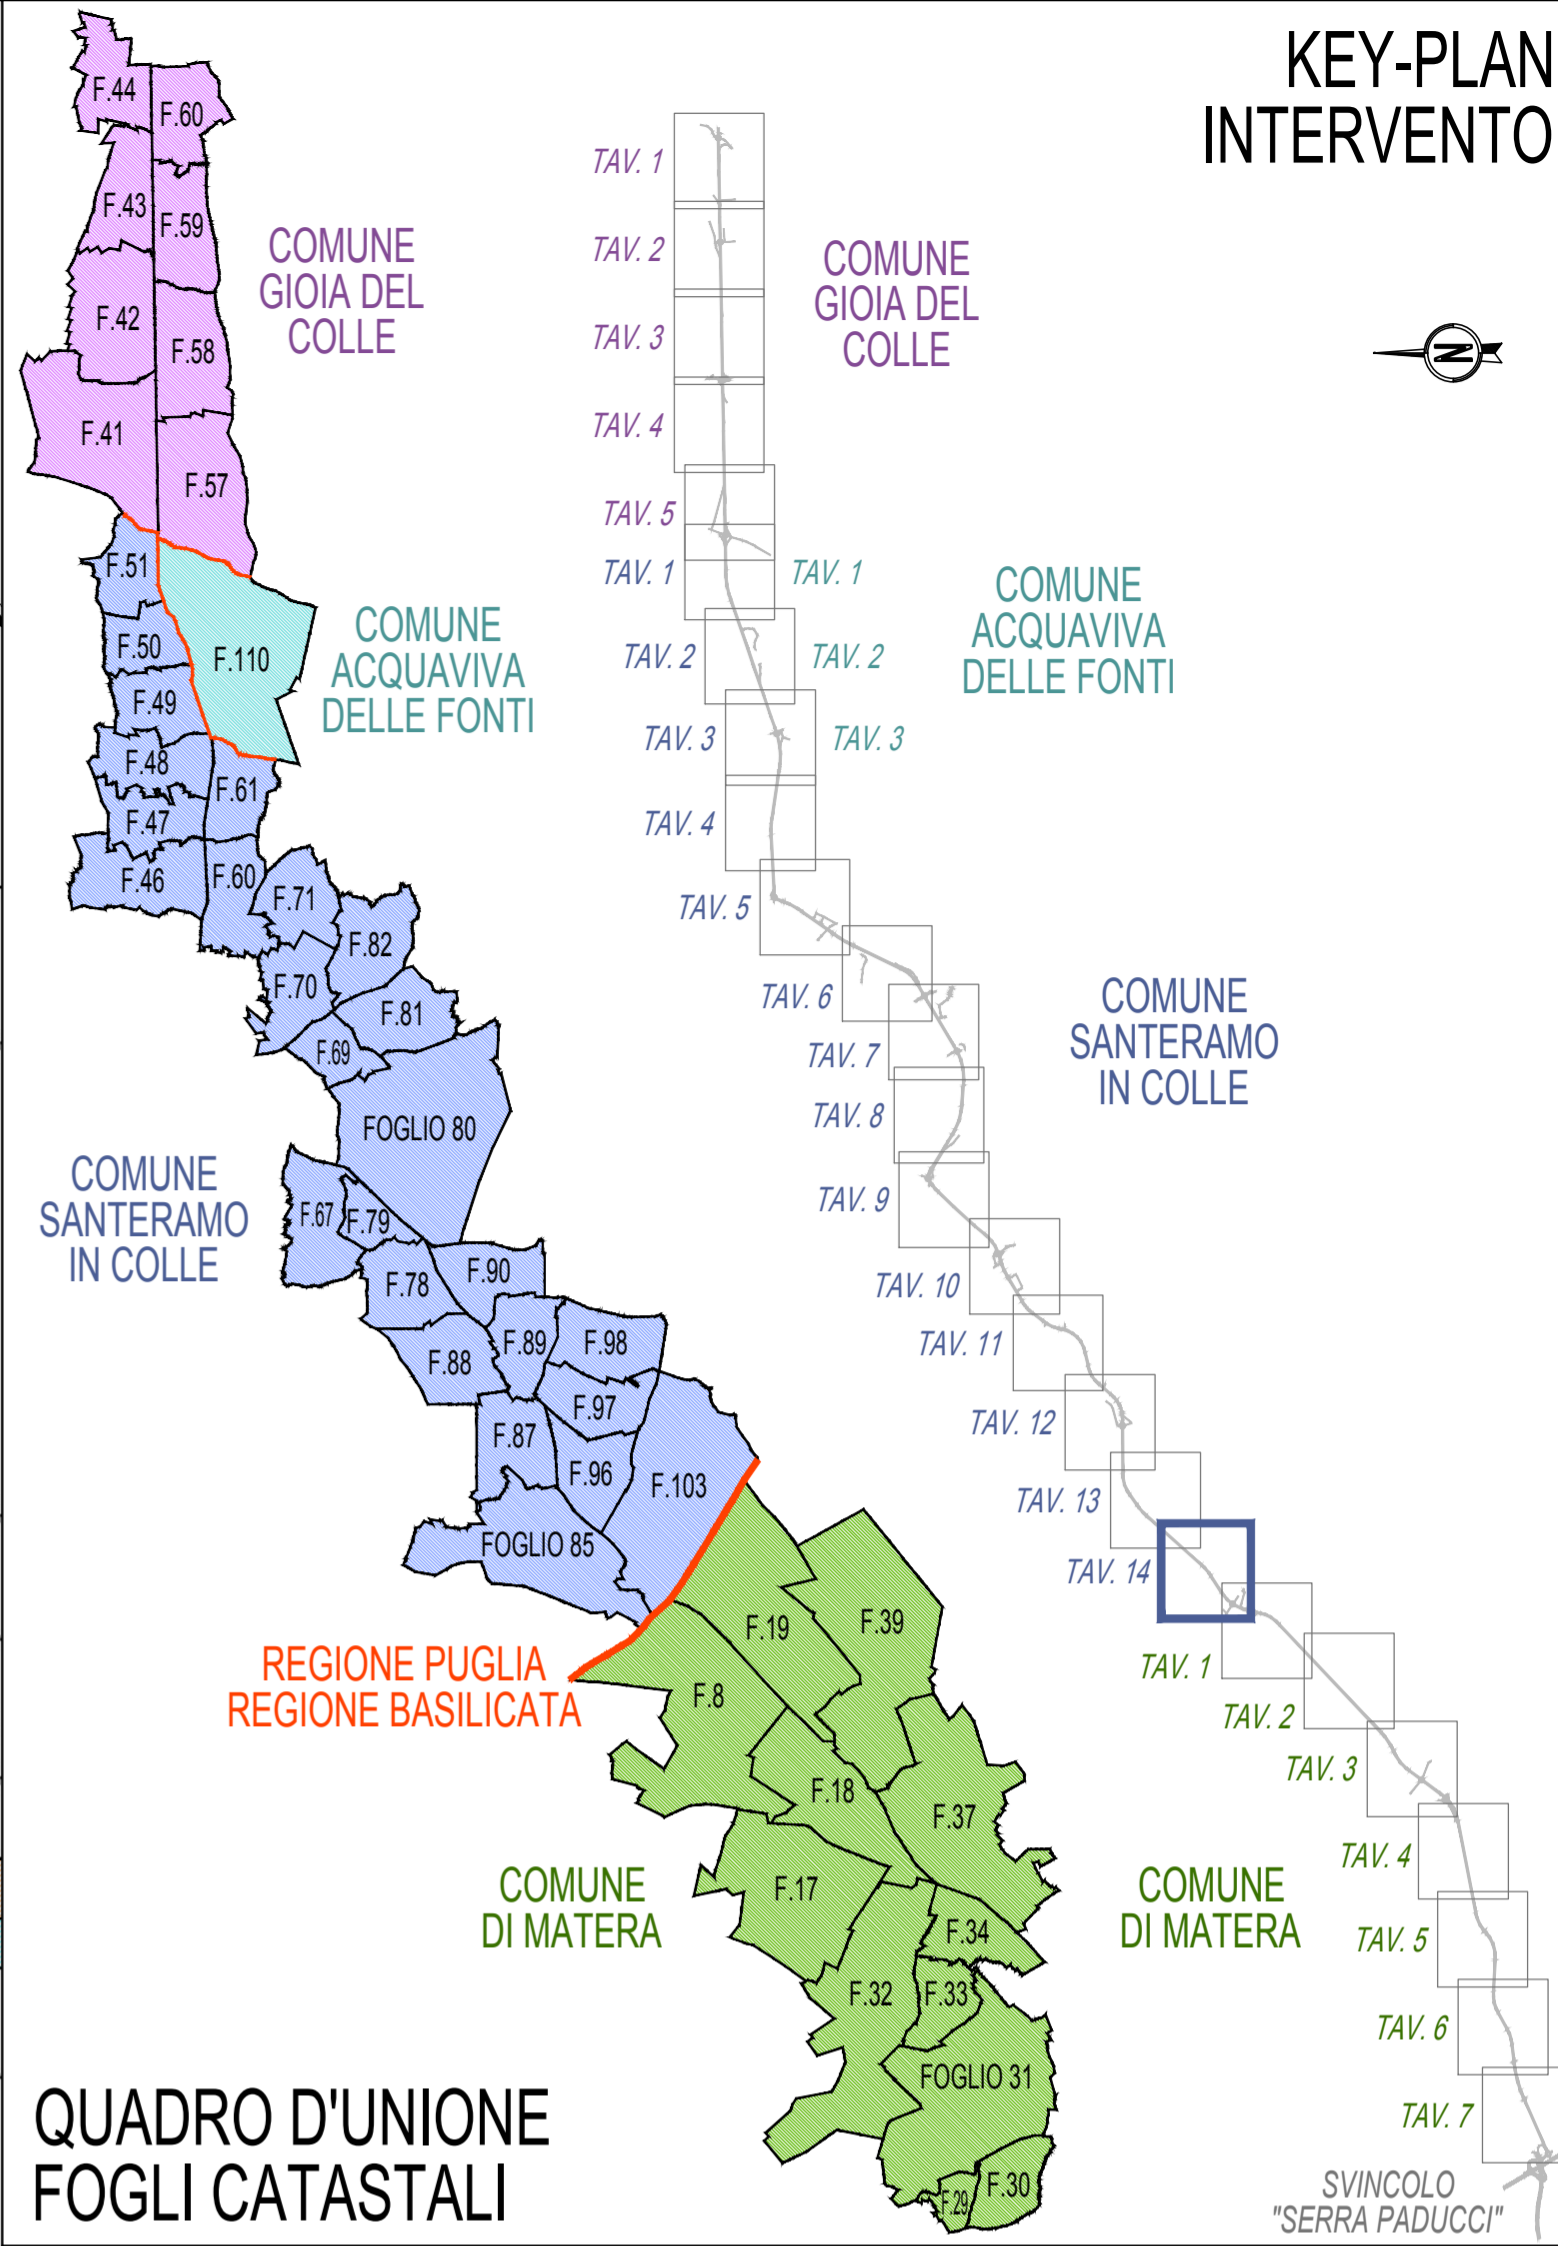 KEY-PLAN
INTERVENTO
F.44
F.60
F.43
F.59
F.42
F.58
F.41
F.57
COMUNE
GIOIA DEL
COLLE
F.51
F.50
F.110
F.49
F.48
F.61
F.47
F.46
F.60
COMUNE
ACQUAVIVA
DELLE FONTI
F.71
F.82
F.70
F.81
F.69
FOGLIO 80
F.67
F.79
F.78
F.90
F.89
F.98
F.88
F.97
F.87
F.96
F.103
FOGLIO 85
COMUNE
SANTERAMO
IN COLLE
REGIONE PUGLIA
REGIONE BASILICATA
F.19
F.39
F.8
F.18
F.37
F.17
F.34
F.32
F.33
FOGLIO 31
F.30
F.29
COMUNE
DI MATERA
QUADRO D'UNIONE
FOGLI CATASTALI
TAV. 1
TAV. 2
TAV. 3
TAV. 4
TAV. 5
COMUNE
GIOIA DEL
COLLE
N
TAV. 1
TAV. 1
TAV. 2
TAV. 2
TAV. 3
TAV. 3
COMUNE
ACQUAVIVA
DELLE FONTI
TAV. 4
TAV. 5
TAV. 6
TAV. 7
TAV. 8
TAV. 9
TAV. 10
TAV. 11
TAV. 12
TAV. 13
TAV. 14
COMUNE
SANTERAMO
IN COLLE
TAV. 1
TAV. 2
TAV. 3
TAV. 4
TAV. 5
TAV. 6
TAV. 7
COMUNE
DI MATERA
SVINCOLO
"SERRA PADUCCI"